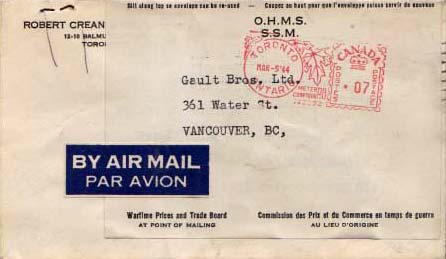 Slit along top so envelope can be re-used
Coupez au haut pour que l'enveloppe puisse servir de nouveau
ROBERT CREAN
12-18 BALMU
TORO
O.H.M.S.
S.S.M.
TORONTO
MAR-9'44
ONTARIO
METER
CANADA
07
Gault Bros. Ltd.
361 Water St.
VANCOUVER, BC,
BY AIR MAIL
PAR AVION
Wartime Prices and Trade Board
AT POINT OF MAILING
Commission des Prix et du Commerce en temps de guerre
AU LIEU D'ORIGINE